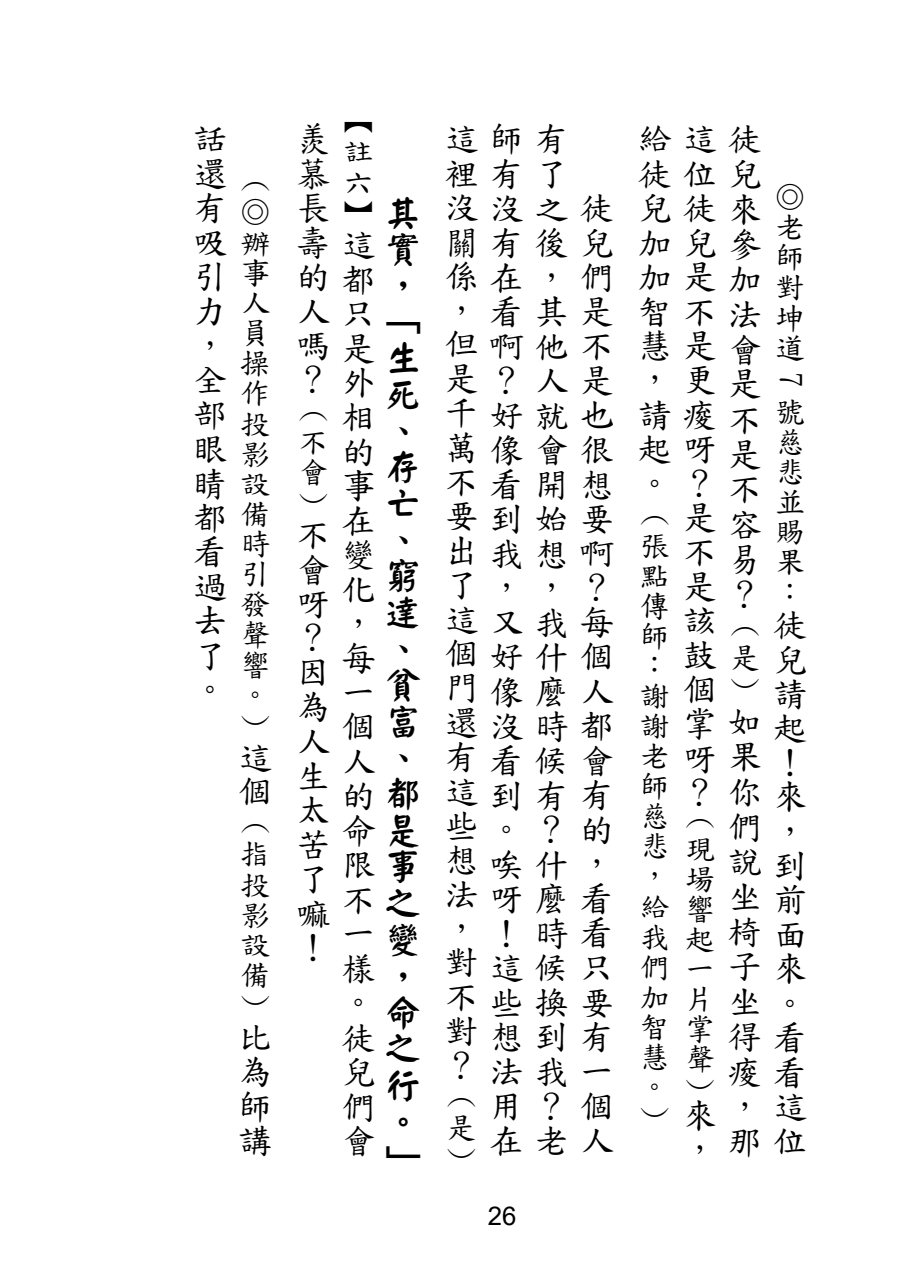 ◎老師對坤道1號慈悲並賜果：徒兒請起！來，到前面來。看看這位
徒兒來參加法會是不是不容易？（是）如果你們說坐椅子坐得痠，那
這位徒兒是不是更痠呀？是不是該鼓個掌呀？（現場響起一片掌聲）來，
給徒兒加加智慧，請起。（張點傳師：謝謝老師慈悲，給我們加智慧。）
徒兒們是不是也很想要啊？每個人都會有的，看看只要有一個人
有了之後，其他人就會開始想，我什麼時候有？什麼時候換到我？老
師有沒有在看啊？好像看到我，又好像沒看到。唉呀！這些想法用在
這裡沒關係，但是千萬不要出了這個門還有這些想法，對不對？（是）
其實，「生死、存亡、窮達、貧富、都是事之變，命之行。」
【註六】這都只是外相的事在變化，每一個人的命限不一樣。徒兒們會
羨慕長壽的人嗎？（不會）不會呀？因為人生太苦了嘛！
（◎辦事人員操作投影設備時引發聲響。）這個（指投影設備）比為師講
話還有吸引力，全部眼睛都看過去了。
26